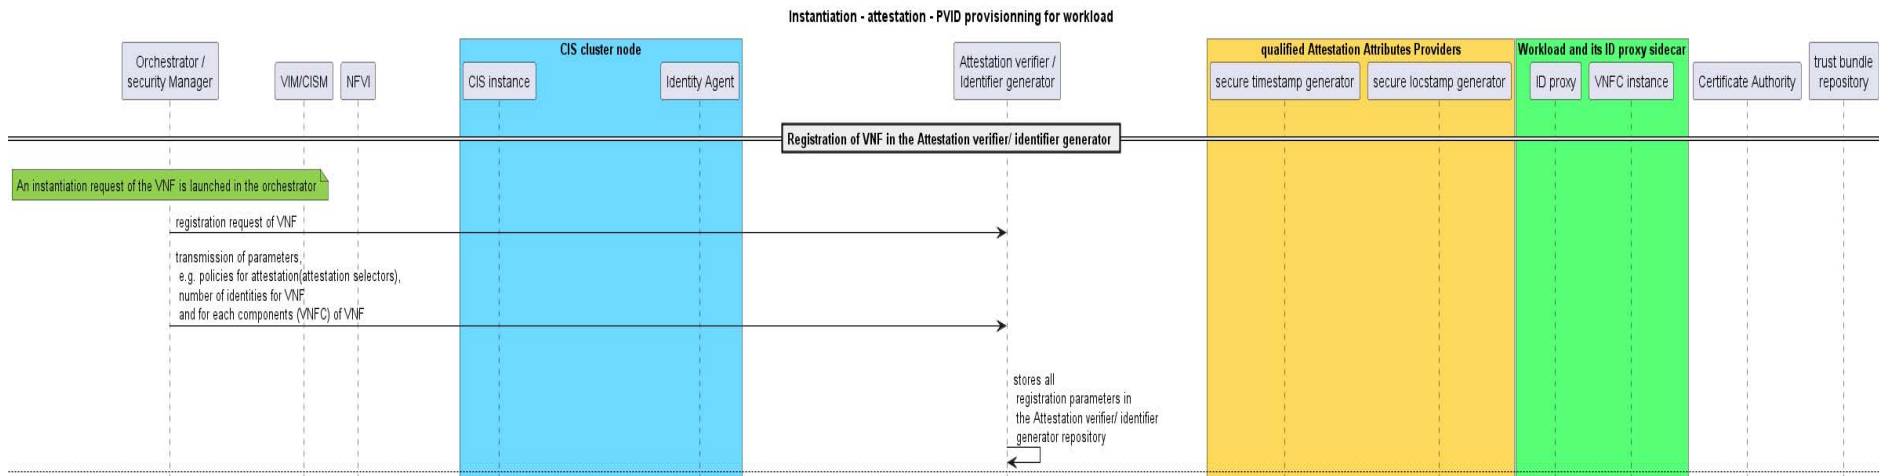 Instantiation - attestation - PVID provisionning for workload
CIS cluster node
qualified Attestation Attributes Providers
Workload and its ID proxy sidecar
Orchestrator /
security Manager
VIM/CISM
NFVI
CIS instance
Identity Agent
Attestation verifier /
Identifier generator
secure timestamp generator
secure locstamp generator
ID proxy
VNFC instance
Certificate Authority
trust bundle
repository
Registration of VNF in the Attestation verifier/ identifier generator
An instantiation request of the VNF is launched in the orchestrator
registration request of VNF
transmission of parameters,
e.g. policies for attestation(attestation selectors),
number of identities for VNF
and for each components (VNFC) of VNF
stores all
registration parameters in
the Attestation verifier/ identifier
generator repository